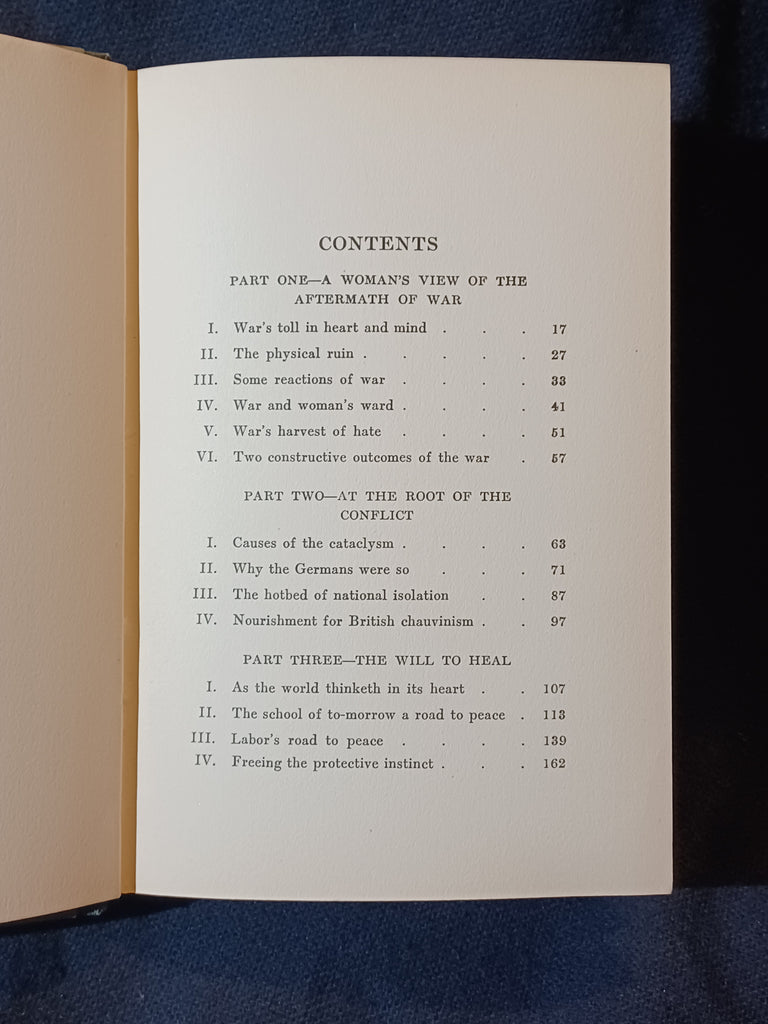 CONTENTS
PART ONE—A WOMAN'S VIEW OF THE
AFTERMATH OF WAR
I. War's toll in heart and mind . . . 17
II. The physical ruin . . . . . 27
III. Some reactions of war . . . . 33
IV. War and woman's ward . . . . 41
V. War's harvest of hate . . . . 51
VI. Two constructive outcomes of the war . 57
PART TWO—AT THE ROOT OF THE
CONFLICT
I. Causes of the cataclysm . . . . 63
II. Why the Germans were so . . . 71
III. The hotbed of national isolation . . 87
IV. Nourishment for British chauvinism . . 97
PART THREE—THE WILL TO HEAL
I. As the world thinketh in its heart . . 107
II. The school of to-morrow a road to peace . 113
III. Labor's road to peace . . . . 139
IV. Freeing the protective instinct . . . 162